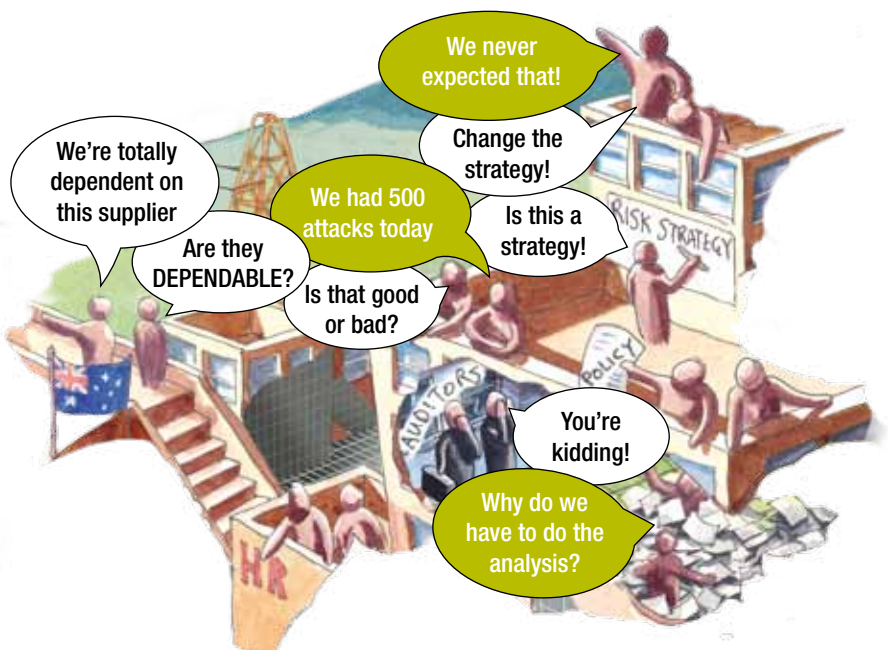 We never
expected that!
Change the
strategy!
We're totally
dependent on
this supplier
We had 500
attacks today
Is this a
strategy!
Are they
DEPENDABLE?
Is that good
or bad?
RISK STRATEGY
POLICY
AUDITORS
You're
kidding!
Why do we
have to do the
analysis?
HR